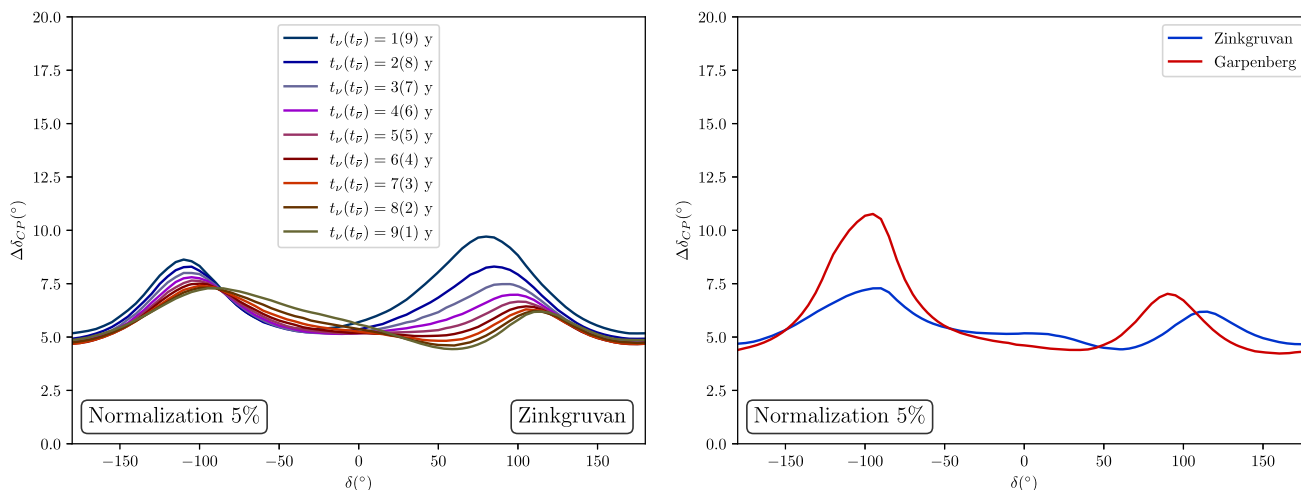 20.0
17.5
15.0
12.5
10.0
7.5
5.0
2.5
0.0
Δδ_CP(°)
t_ν(t_ν̄) = 1(9) y
t_ν(t_ν̄) = 2(8) y
t_ν(t_ν̄) = 3(7) y
t_ν(t_ν̄) = 4(6) y
t_ν(t_ν̄) = 5(5) y
t_ν(t_ν̄) = 6(4) y
t_ν(t_ν̄) = 7(3) y
t_ν(t_ν̄) = 8(2) y
t_ν(t_ν̄) = 9(1) y
Normalization 5%
Zinkgruvan
−150 −100 −50 0 50 100 150
δ(°)
20.0
17.5
15.0
12.5
10.0
7.5
5.0
2.5
0.0
Δδ_CP(°)
Zinkgruvan
Garpenberg
Normalization 5%
−150 −100 −50 0 50 100 150
δ(°)